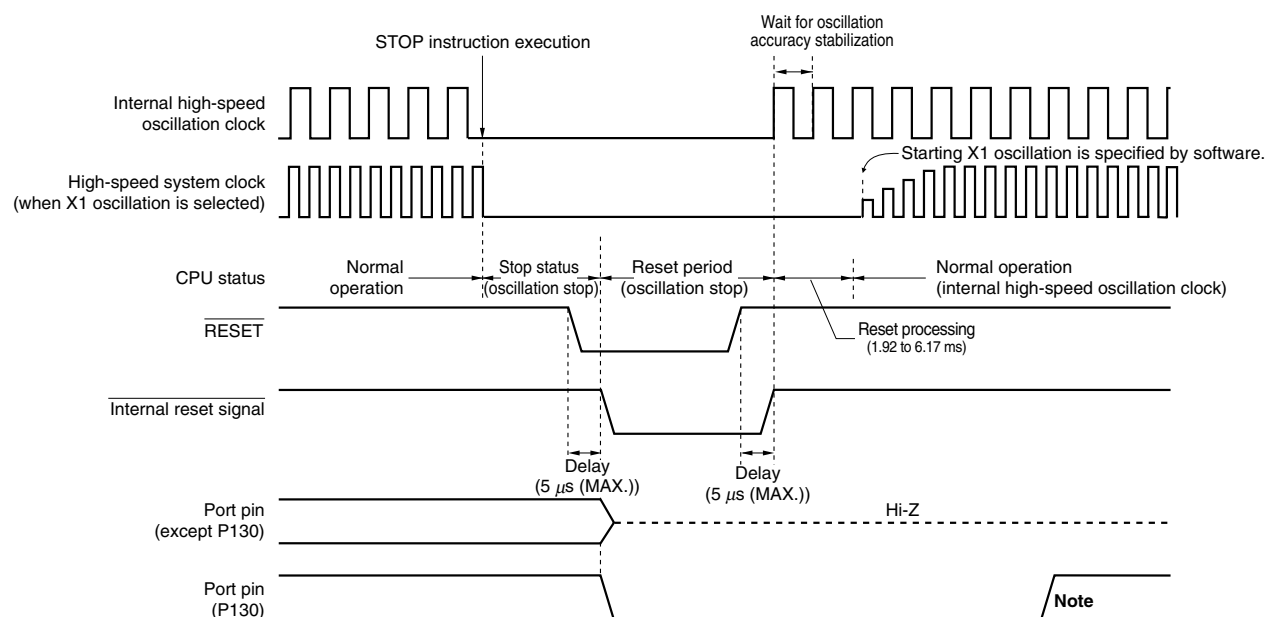 Wait for oscillation
accuracy stabilization
STOP instruction execution
Internal high-speed
oscillation clock
Starting X1 oscillation is specified by software.
High-speed system clock
(when X1 oscillation is selected)
CPU status
Normal
operation
Stop status
(oscillation stop)
Reset period
(oscillation stop)
Normal operation
(internal high-speed oscillation clock)
RESET
Reset processing
(1.92 to 6.17 ms)
Internal reset signal
Delay
(5 μs (MAX.))
Delay
(5 μs (MAX.))
Port pin
(except P130)
Hi-Z
Port pin
(P130)
Note